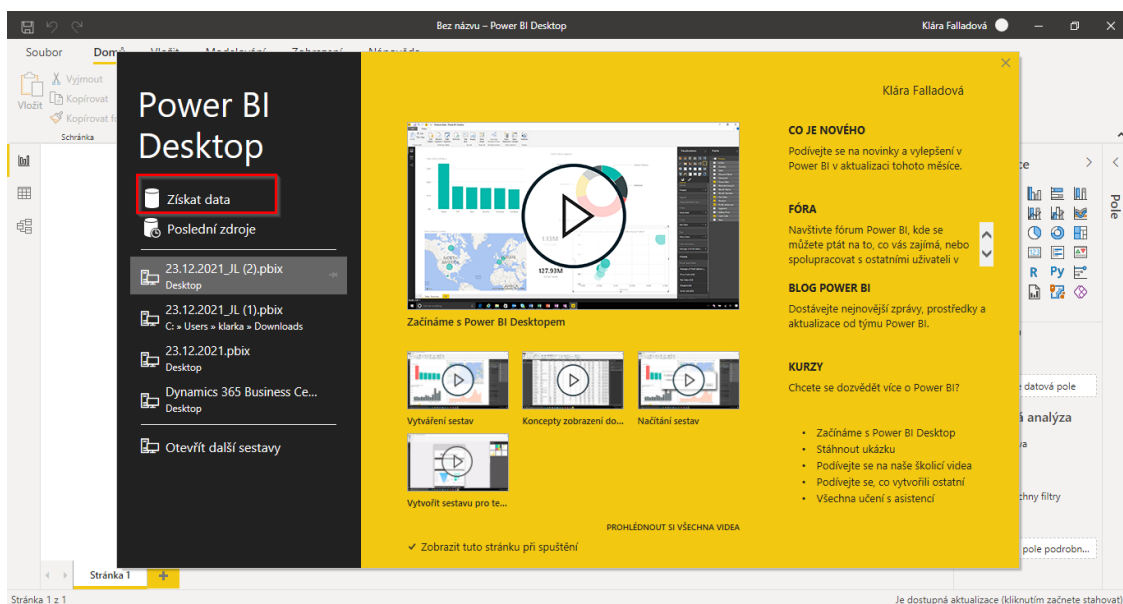 Bez názvu – Power BI Desktop
Klára Falladová
Soubor
Vyjmout
Vložit
Kopírovat
Kopírovat
Schránka
Power BI
Desktop
Získat data
Poslední zdroje
23.12.2021_JL (2).pbix
Desktop
23.12.2021_JL (1).pbix
C: » Users » klarka » Downloads
23.12.2021.pbix
Desktop
Dynamics 365 Business Ce...
Desktop
Otevřít další sestavy
Klára Falladová
Začínáme s Power BI Desktopem
Vytváření sestav
Koncepty zobrazení do...
Načítání sestav
Vytvořit sestavu pro te...
PROHLÉDNOUT SI VŠECHNA VIDEA
Zobrazit tuto stránku při spuštění
CO JE NOVÉHO
Podívejte se na novinky a vylepšení v
Power BI v aktualizaci tohoto měsíce.
FÓRA
Navštivte fórum Power BI, kde se
můžete ptát na to, co vás zajímá, nebo
spolupracovat s ostatními uživateli v
BLOG POWER BI
Dostávejte nejnovější zprávy, prostředky a
aktualizace od týmu Power BI.
KURZY
Chcete se dozvědět více o Power BI?
• Začínáme s Power BI Desktop
• Stáhnout ukázku
• Podívejte se na naše školicí videa
• Podívejte se, co vytvořili ostatní
• Všechna učení s asistencí
Pole
R Py
datová pole
analýza
filtry
pole podrobn...
Stránka 1
Stránka 1 z 1
Je dostupná aktualizace (kliknutím začnete stahovat)